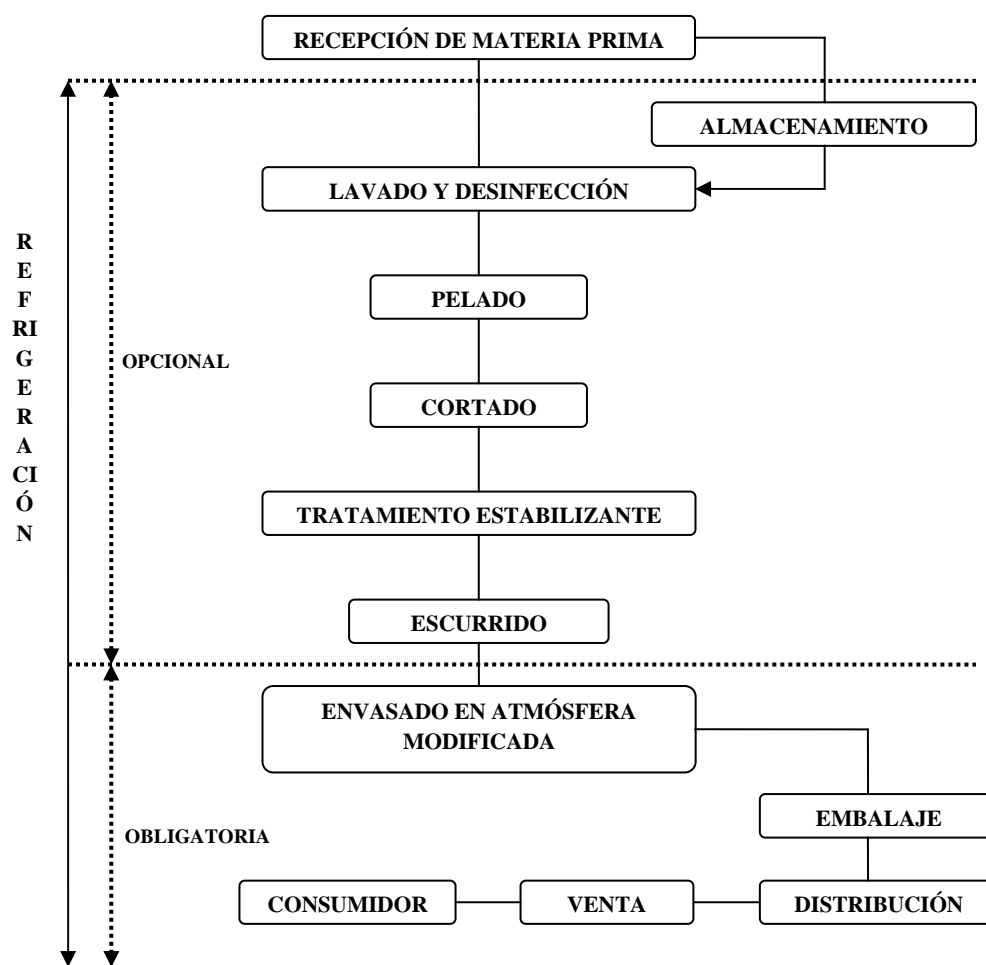 RECEPCIÓN DE MATERIA PRIMA
ALMACENAMIENTO
LAVADO Y DESINFECCIÓN
R
E
F
RI
G
E
R
A
CI
Ó
N
PELADO
OPCIONAL
CORTADO
TRATAMIENTO ESTABILIZANTE
ESCURRIDO
ENVASADO EN ATMÓSFERA
MODIFICADA
EMBALAJE
OBLIGATORIA
CONSUMIDOR
VENTA
DISTRIBUCIÓN